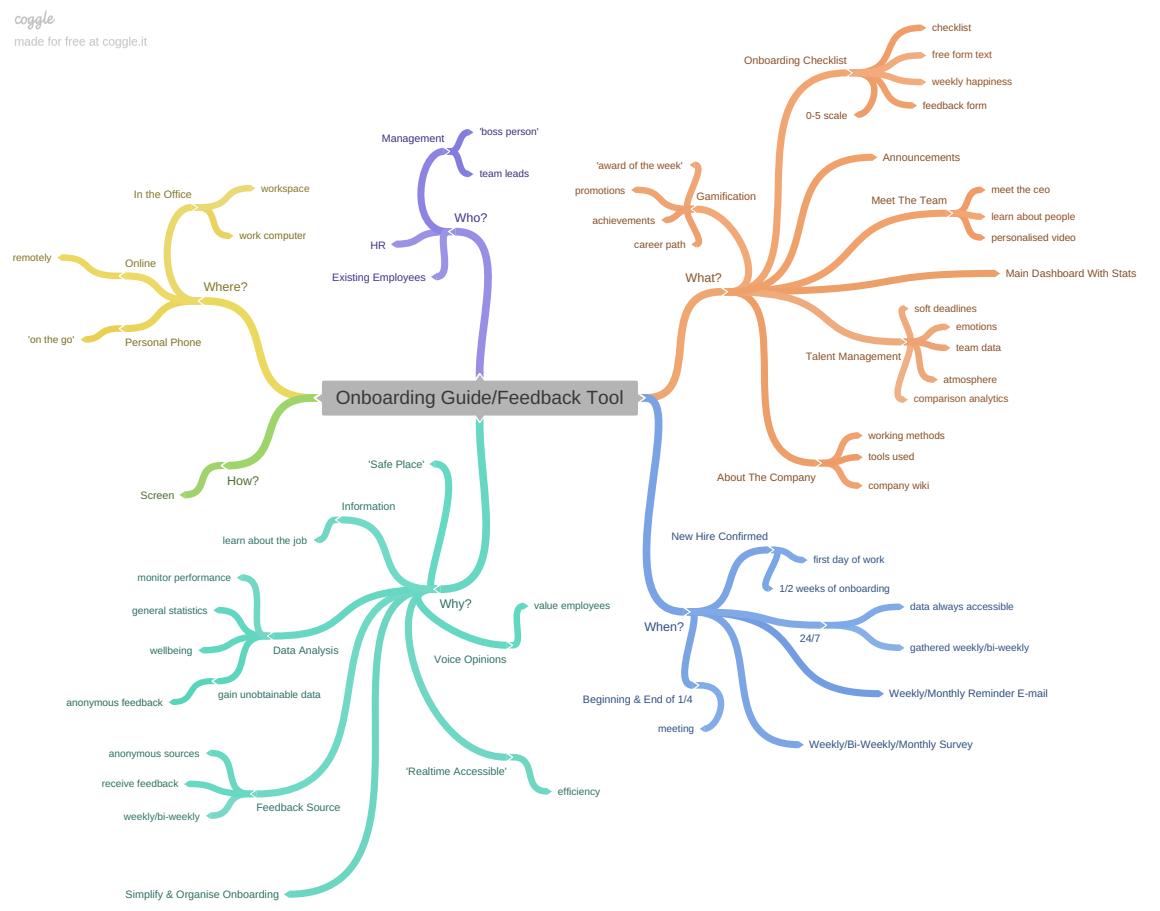 coggle
made for free at coggle.it
Onboarding Guide/Feedback Tool
Who?
Management
'boss person'
team leads
HR
Existing Employees
Where?
In the Office
workspace
work computer
Online
remotely
Personal Phone
'on the go'
How?
Screen
What?
Onboarding Checklist
checklist
free form text
weekly happiness
feedback form
0-5 scale
Gamification
'award of the week'
promotions
achievements
career path
Announcements
Meet The Team
meet the ceo
learn about people
personalised video
Main Dashboard With Stats
Talent Management
soft deadlines
emotions
team data
atmosphere
comparison analytics
About The Company
working methods
tools used
company wiki
Why?
'Safe Place'
Information
learn about the job
Data Analysis
monitor performance
general statistics
wellbeing
gain unobtainable data
anonymous feedback
Voice Opinions
value employees
Feedback Source
anonymous sources
receive feedback
weekly/bi-weekly
'Realtime Accessible'
efficiency
Simplify & Organise Onboarding
When?
New Hire Confirmed
first day of work
1/2 weeks of onboarding
24/7
data always accessible
gathered weekly/bi-weekly
Weekly/Monthly Reminder E-mail
Beginning & End of 1/4
meeting
Weekly/Bi-Weekly/Monthly Survey